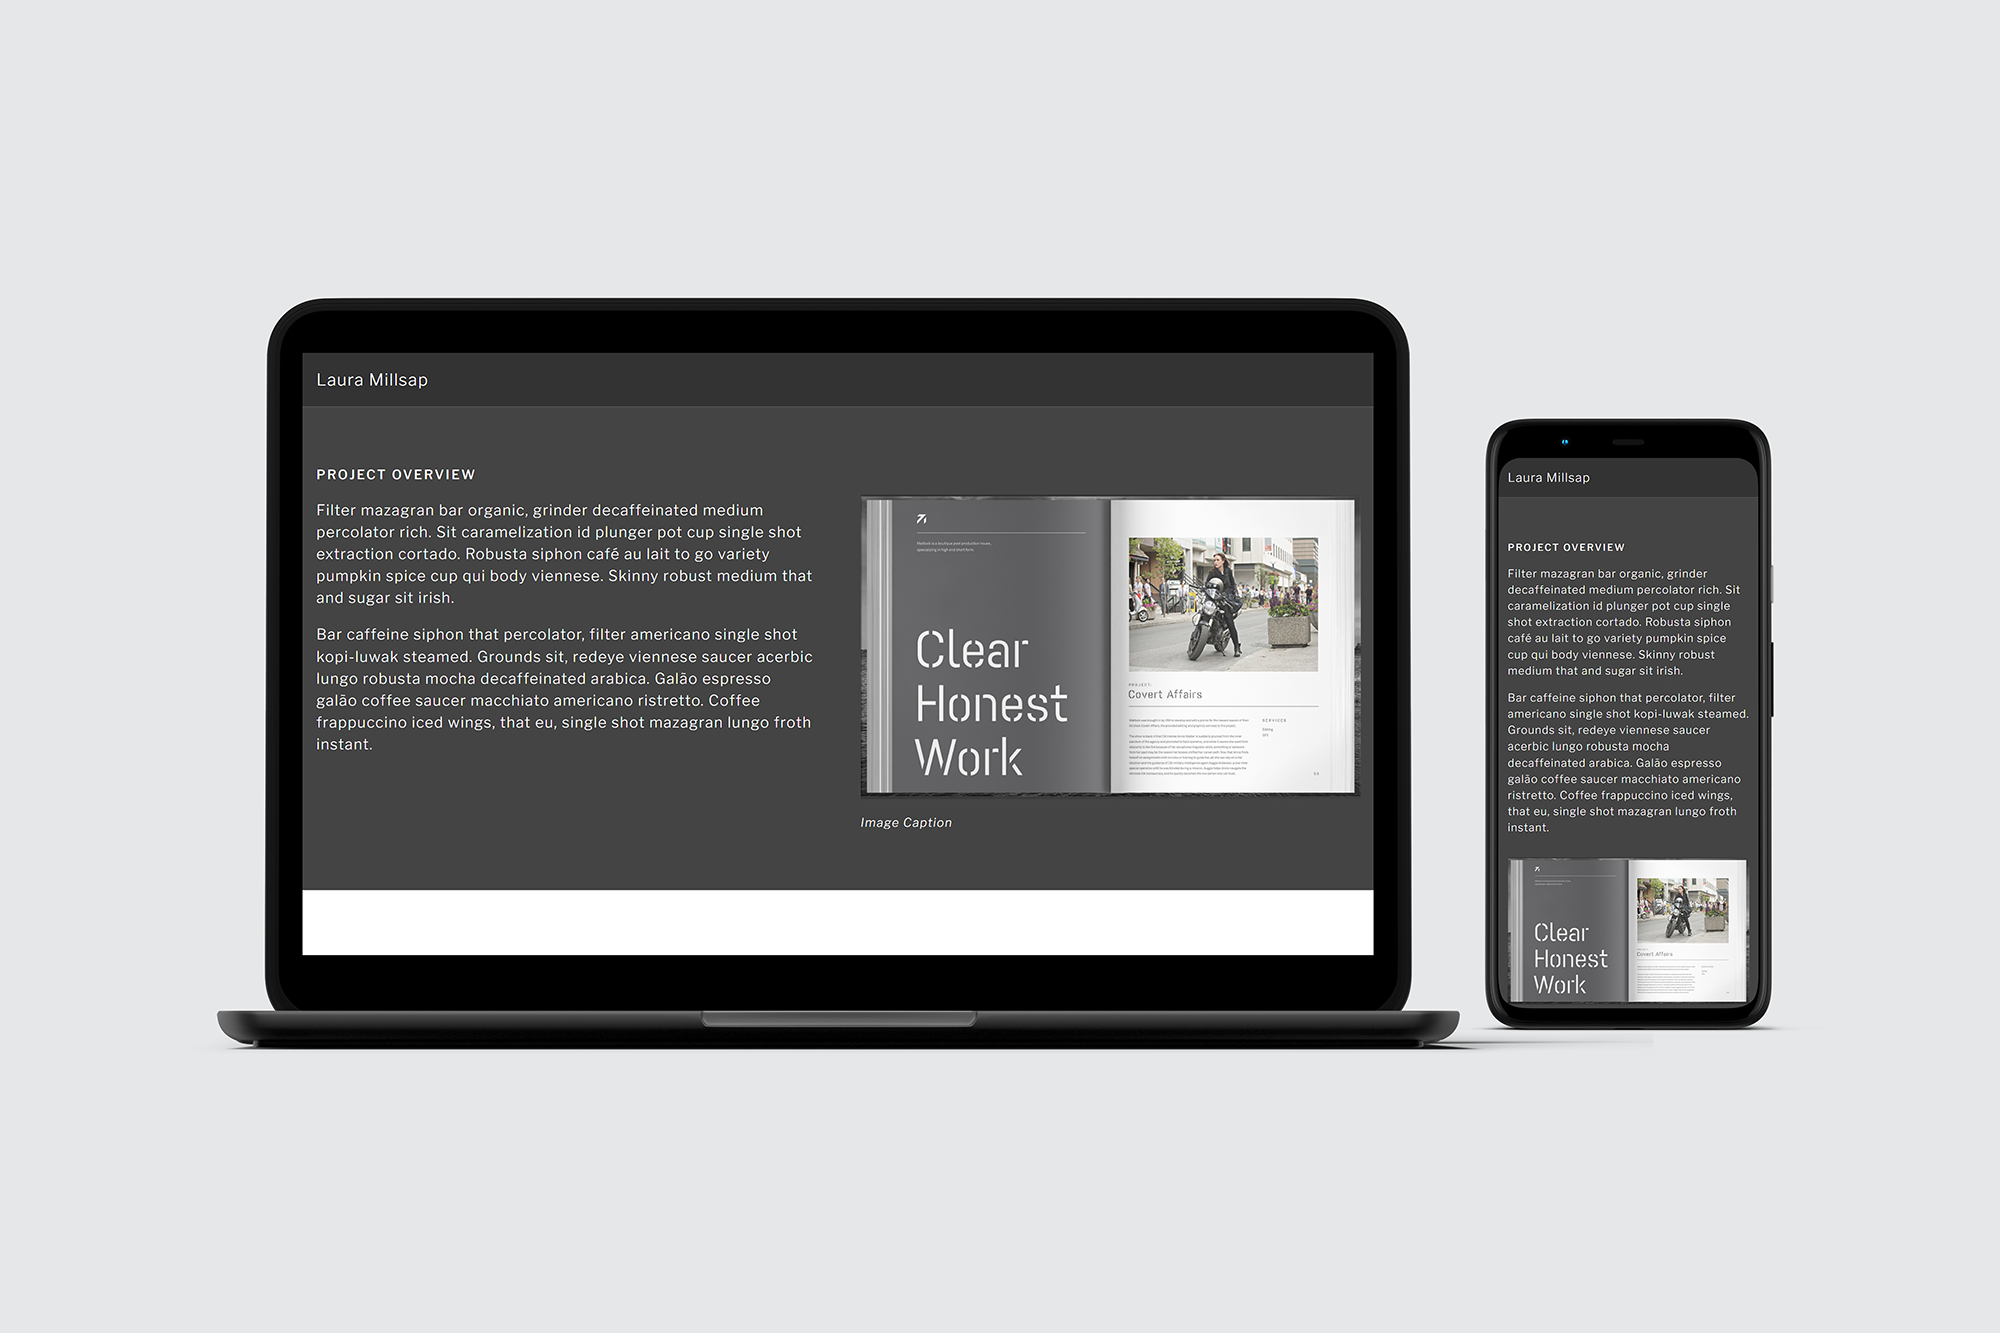 Laura Millsap
PROJECT OVERVIEW
Filter mazagran bar organic, grinder decaffeinated medium
percolator rich. Sit caramelization id plunger pot cup single shot
extraction cortado. Robusta siphon café au lait to go variety
pumpkin spice cup qui body viennese. Skinny robust medium that
and sugar sit irish.
Bar caffeine siphon that percolator, filter americano single shot
kopi-luwak steamed. Grounds sit, redeye viennese saucer acerbic
lungo robusta mocha decaffeinated arabica. Galão espresso
galão coffee saucer macchiato americano ristretto. Coffee
frappuccino iced wings, that eu, single shot mazagran lungo froth
instant.
Clear
Honest
Work
PROJECT:
Covert Affairs
SERVICES
Editing
Image Caption
Laura Millsap
PROJECT OVERVIEW
Filter mazagran bar organic, grinder
decaffeinated medium percolator rich. Sit
caramelization id plunger pot cup single
shot extraction cortado. Robusta siphon
café au lait to go variety pumpkin spice
cup qui body viennese. Skinny robust
medium that and sugar sit irish.
Bar caffeine siphon that percolator, filter
americano single shot kopi-luwak steamed.
Grounds sit, redeye viennese saucer
acerbic lungo robusta mocha
decaffeinated arabica. Galão espresso
galão coffee saucer macchiato americano
ristretto. Coffee frappuccino iced wings,
that eu, single shot mazagran lungo froth
instant.
Clear
Honest
Work
Covert Affairs